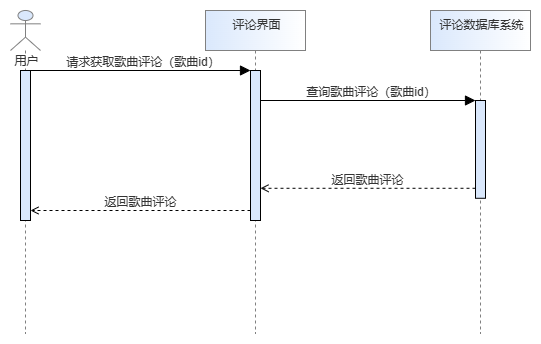 评论界面
评论数据库系统
用户
请求获取歌曲评论（歌曲id）
查询歌曲评论（歌曲id）
返回歌曲评论
返回歌曲评论